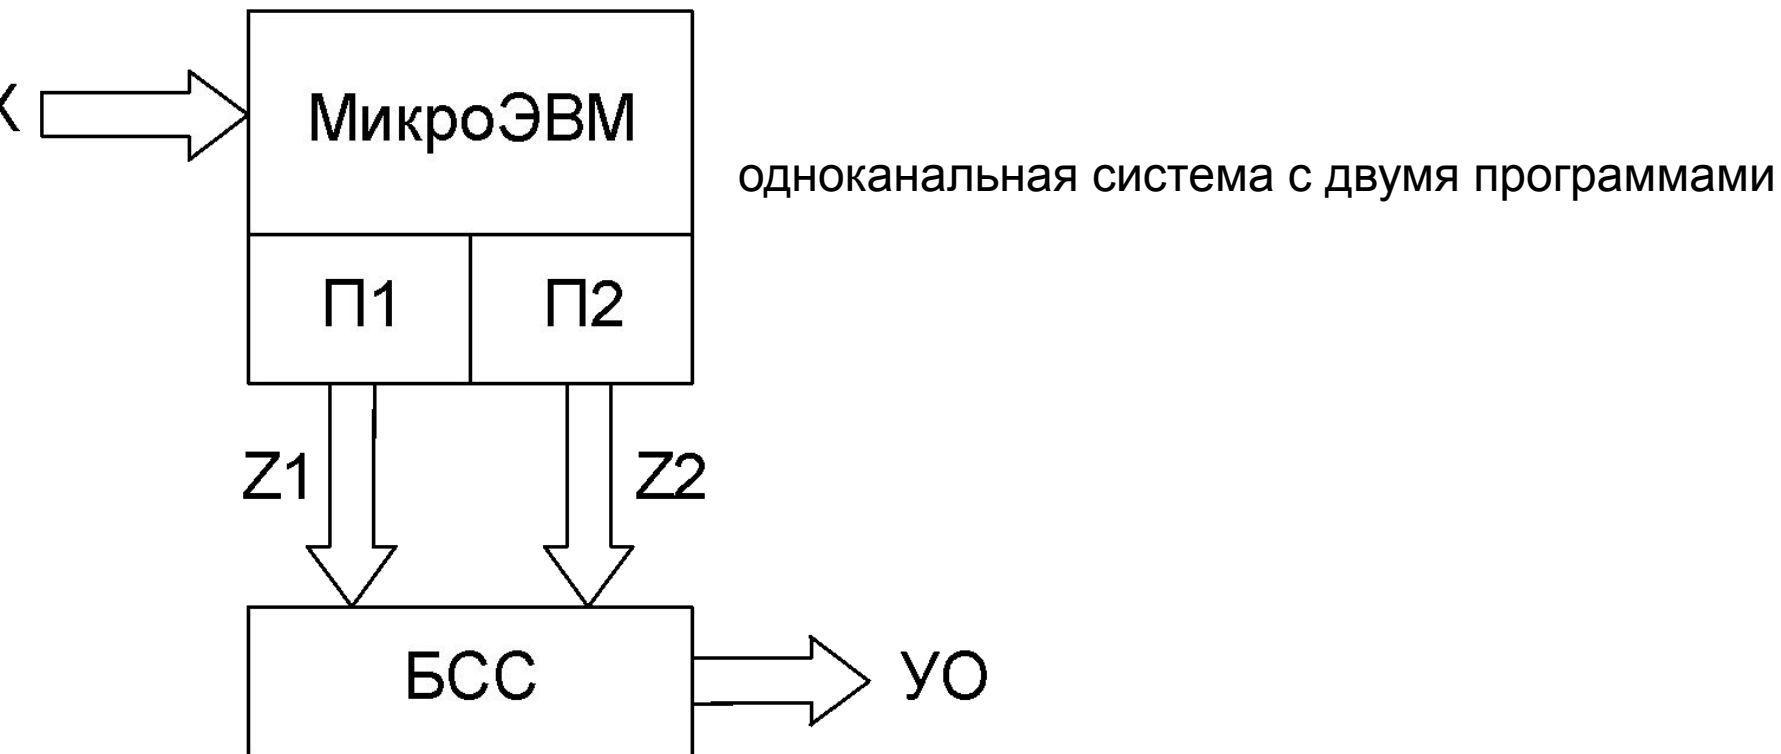 X
МикроЭВМ
одноканальная система с двумя программами
П1 П2
Z1 Z2
БСС
УО